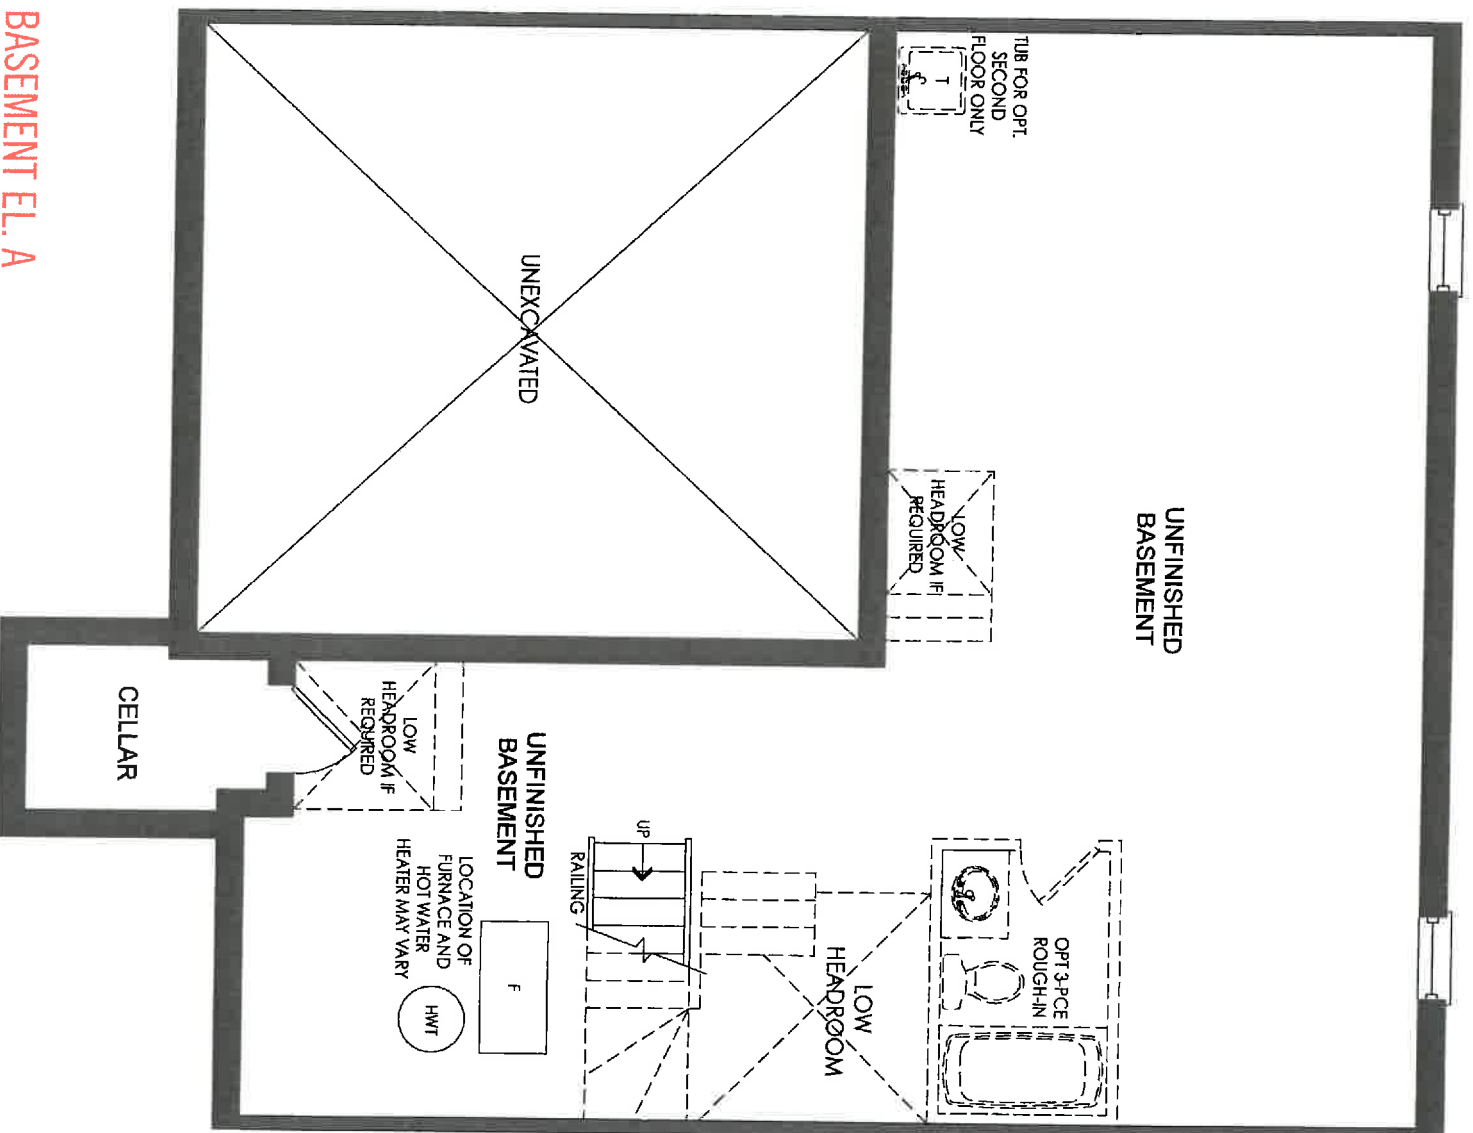 TUB FOR OPT.
SECOND
FLOOR ONLY
T
UNFINISHED
BASEMENT
OPT 3-PCE
ROUGH-IN
LOW
HEADROOM IF
REQUIRED
LOW
HEADROOM
UNEXCAVATED
UP
RAILING
UNFINISHED
BASEMENT
F
LOCATION OF
FURNACE AND
HOT WATER
HEATER MAY VARY
HWT
LOW
HEADROOM IF
REQUIRED
CELLAR
BASEMENT EL. A